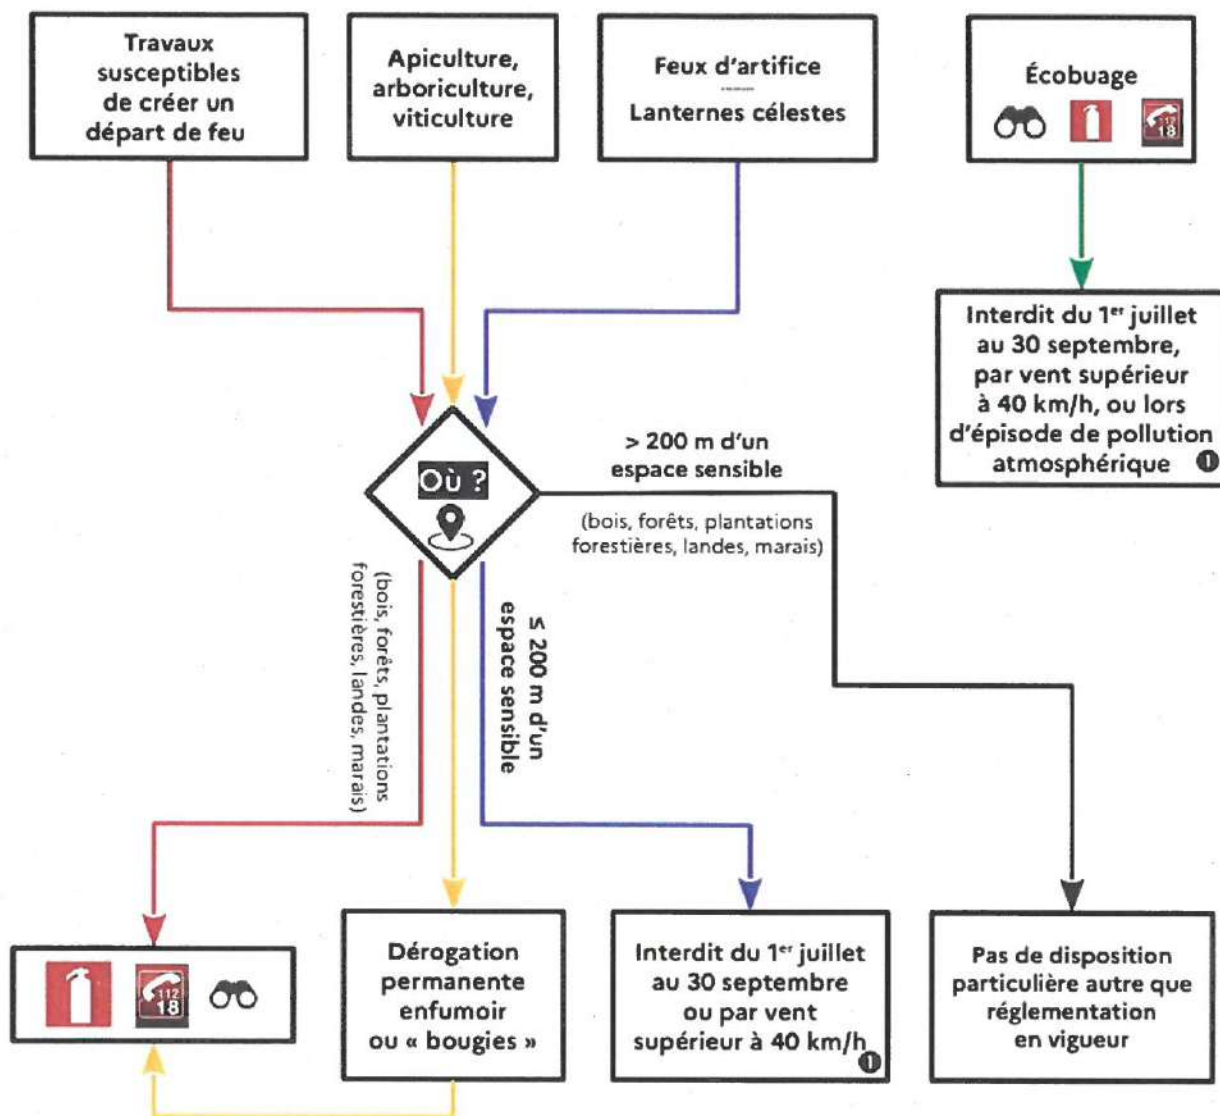 Travaux
susceptibles
de créer un
départ de feu
Apiculture,
arboriculture,
viticulture
Feux d'artifice
Lanternes célestes
Écobuage
112
18
Interdit du 1er juillet
au 30 septembre,
par vent supérieur
à 40 km/h, ou lors
d'épisode de pollution
atmosphérique ❶
Où ?
> 200 m d'un
espace sensible
(bois, forêts, plantations
forestières, landes, marais)
(bois, forêts, plantations
forestières, landes, marais)
≤ 200 m d'un
espace sensible
112
18
Dérogation
permanente
enfumoir
ou « bougies »
Interdit du 1er juillet
au 30 septembre
ou par vent
supérieur à 40 km/h ❶
Pas de disposition
particulière autre que
réglementation
en vigueur